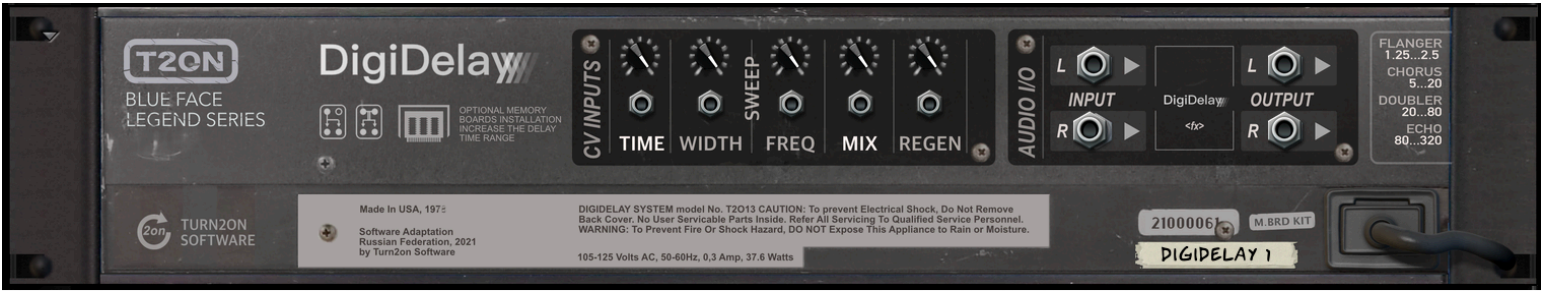 T2ON
BLUE FACE
LEGEND SERIES
DigiDelay
OPTIONAL MEMORY
BOARDS INSTALLATION
INCREASE THE DELAY
TIME RANGE
CV INPUTS
TIME
WIDTH
SWEEP
FREQ
MIX
REGEN
AUDIO I/O
L
INPUT
R
DigiDelay
<fx>
L
OUTPUT
R
FLANGER
1.25...2.5
CHORUS
5...20
DOUBLER
20...80
ECHO
80...320
2on
TURN2ON
SOFTWARE
Made In USA,
Software Adaptation
Russian Federation, 2021
by Turn2on Software
DIGIDELAY SYSTEM model No. T2O13 CAUTION: To prevent Electrical Shock, Do Not Remove
Back Cover. No User Servicable Parts Inside. Refer All Servicing To Qualified Service Personnel.
WARNING: To Prevent Fire Or Shock Hazard, DO NOT Expose This Appliance to Rain or Moisture.
105-125 Volts AC, 50-60Hz, 0,3 Amp, 37.6 Watts
21000061
M.BRD KIT
DIGIDELAY 1